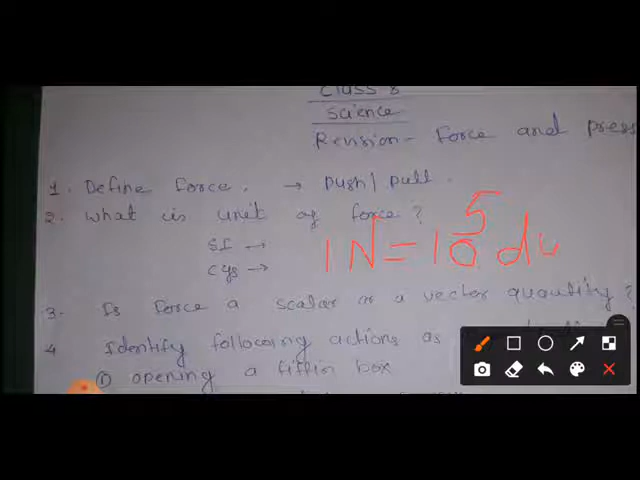 Class 8
Science
Revision - Force and press
1. Define Force. → Push/ Pull.
2. What is unit of force?
SI →
Cgs →
1N = 10^5 dy
3. Is Force a scalar or a vector quantity?
4 Identify following actions as
① opening a tiffin box